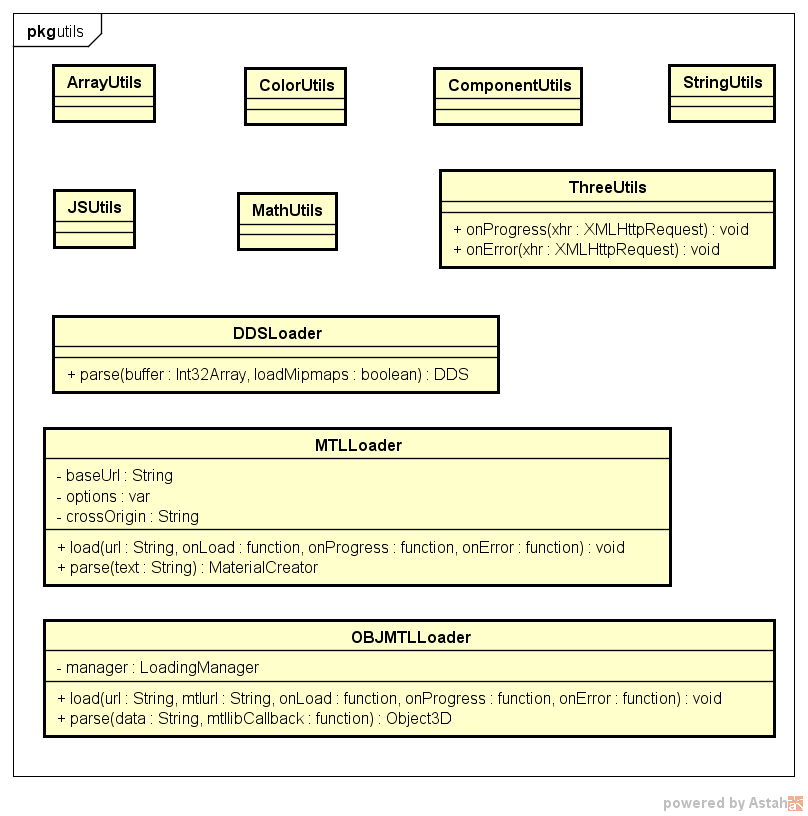 pkg utils
ArrayUtils
ColorUtils
ComponentUtils
StringUtils
JSUtils
MathUtils
ThreeUtils
+ onProgress(xhr : XMLHttpRequest) : void
+ onError(xhr : XMLHttpRequest) : void
DDSLoader
+ parse(buffer : Int32Array, loadMipmaps : boolean) : DDS
MTLLoader
- baseUrl : String
- options : var
- crossOrigin : String
+ load(url : String, onLoad : function, onProgress : function, onError : function) : void
+ parse(text : String) : MaterialCreator
OBJMTLLoader
- manager : LoadingManager
+ load(url : String, mtlurl : String, onLoad : function, onProgress : function, onError : function) : void
+ parse(data : String, mtllibCallback : function) : Object3D
powered by Astah